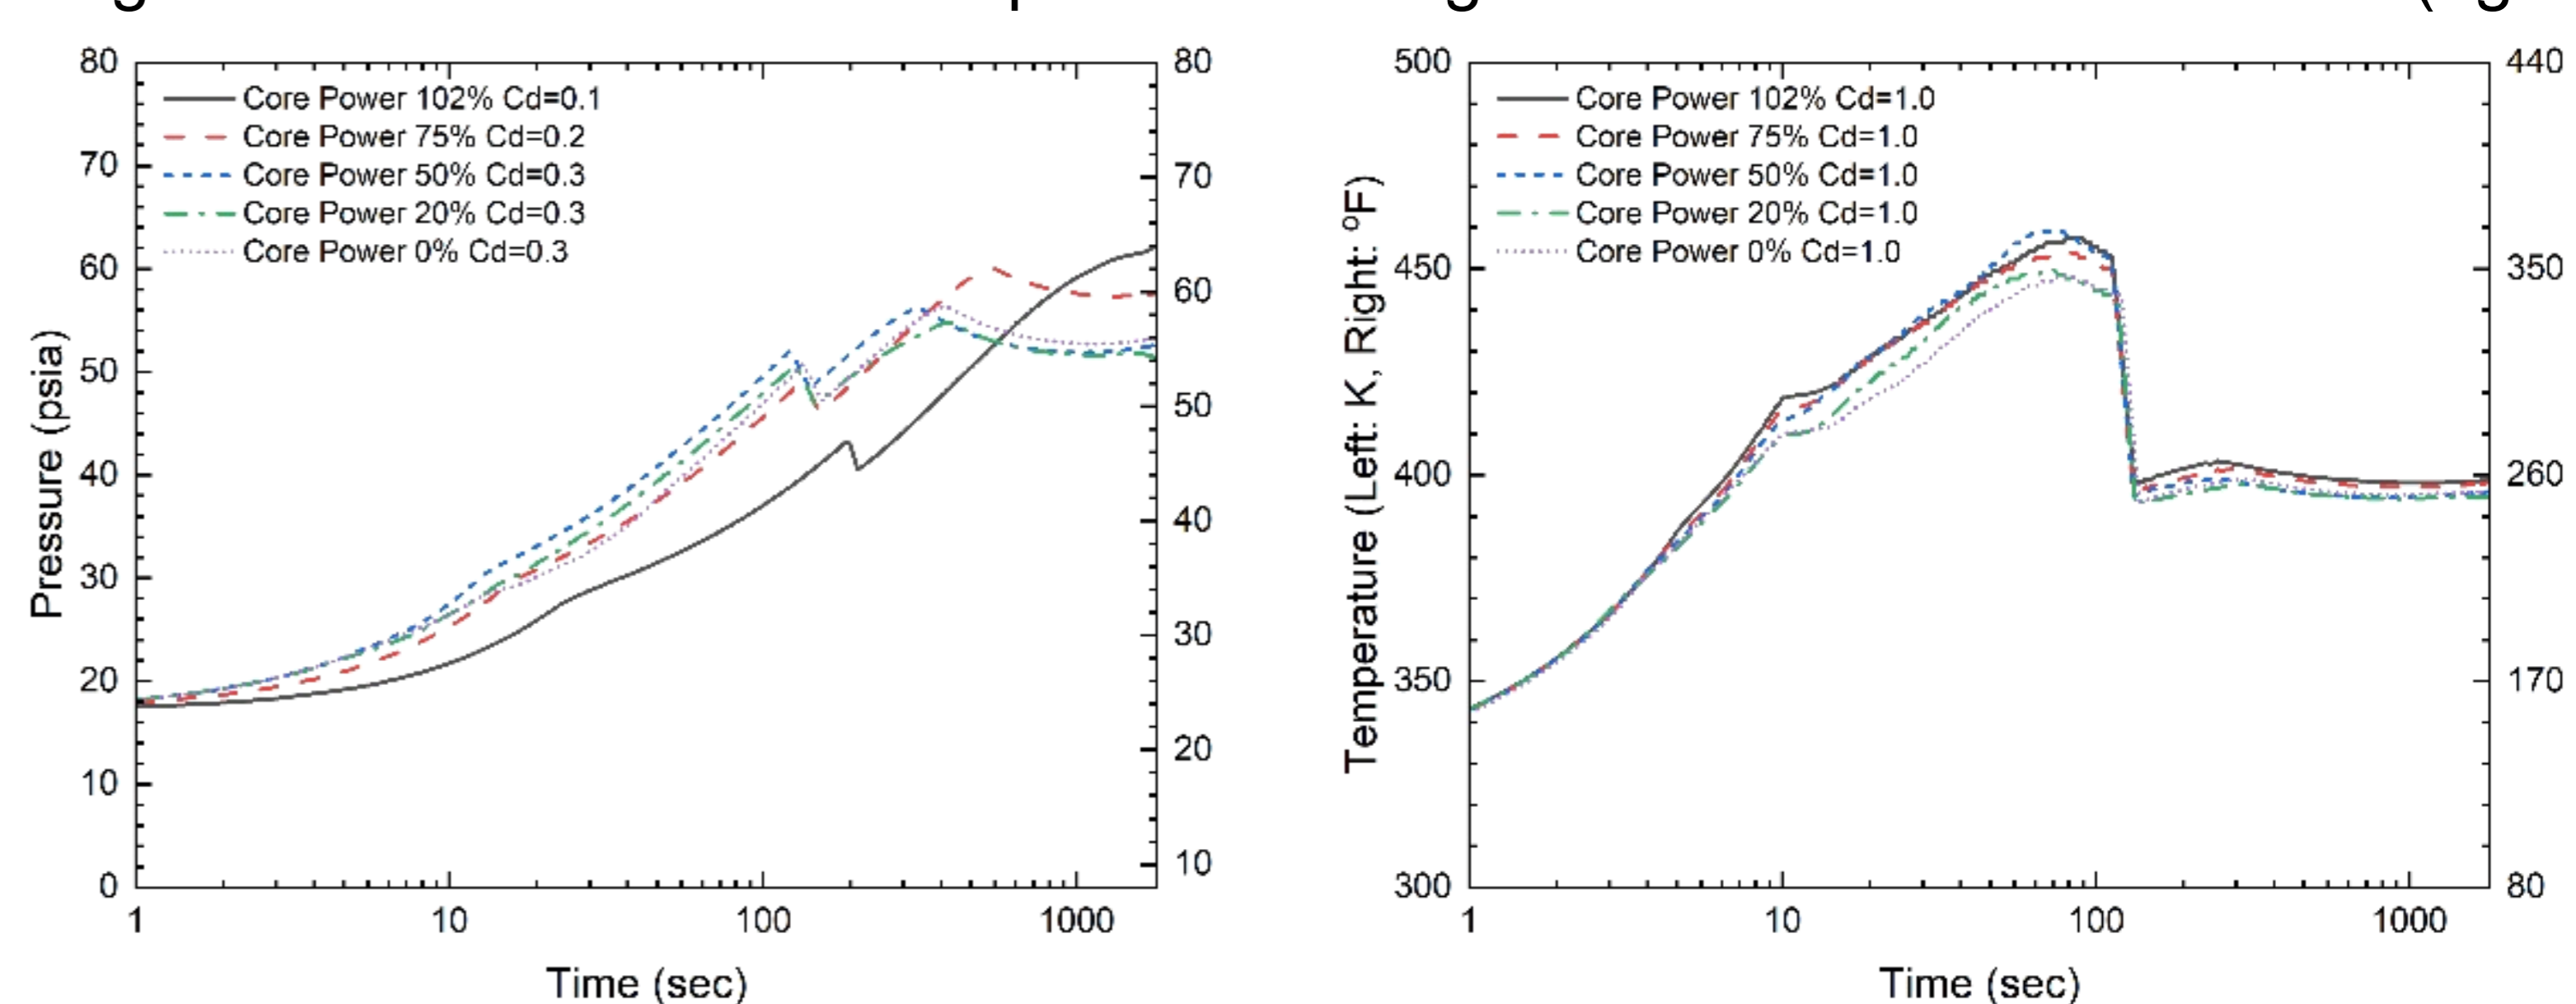 80
70
60
50
40
30
20
10
0
Pressure (psia)
Core Power 102% Cd=0.1
Core Power 75% Cd=0.2
Core Power 50% Cd=0.3
Core Power 20% Cd=0.3
Core Power 0% Cd=0.3
80
70
60
50
40
30
20
10
1 10 100 1000
Time (sec)
500
450
400
350
300
Temperature (Left: K, Right: °F)
Core Power 102% Cd=1.0
Core Power 75% Cd=1.0
Core Power 50% Cd=1.0
Core Power 20% Cd=1.0
Core Power 0% Cd=1.0
440
350
260
170
80
1 10 100 1000
Time (sec)